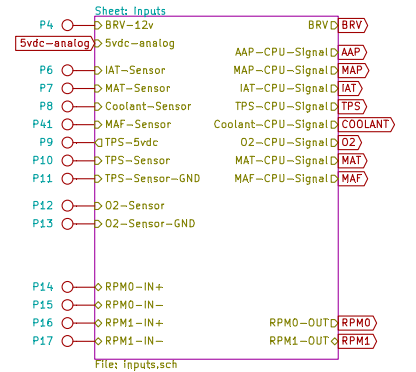 Sheet: Inputs
P4 BRV-12v BRV BRV
5vdc-analog 5vdc-analog
AAP-CPU-Signal AAP
P6 IAT-Sensor MAP-CPU-Signal MAP
P7 MAT-Sensor IAT-CPU-Signal IAT
P8 Coolant-Sensor TPS-CPU-Signal TPS
P41 MAF-Sensor Coolant-CPU-Signal COOLANT
P9 TPS-5vdc O2-CPU-Signal O2
P10 TPS-Sensor MAT-CPU-Signal MAT
P11 TPS-Sensor-GND MAF-CPU-Signal MAF
P12 O2-Sensor
P13 O2-Sensor-GND
P14 RPM0-IN+
P15 RPM0-IN-
P16 RPM1-IN+ RPM0-OUT RPM0
P17 RPM1-IN- RPM1-OUT RPM1
File: inputs.sch